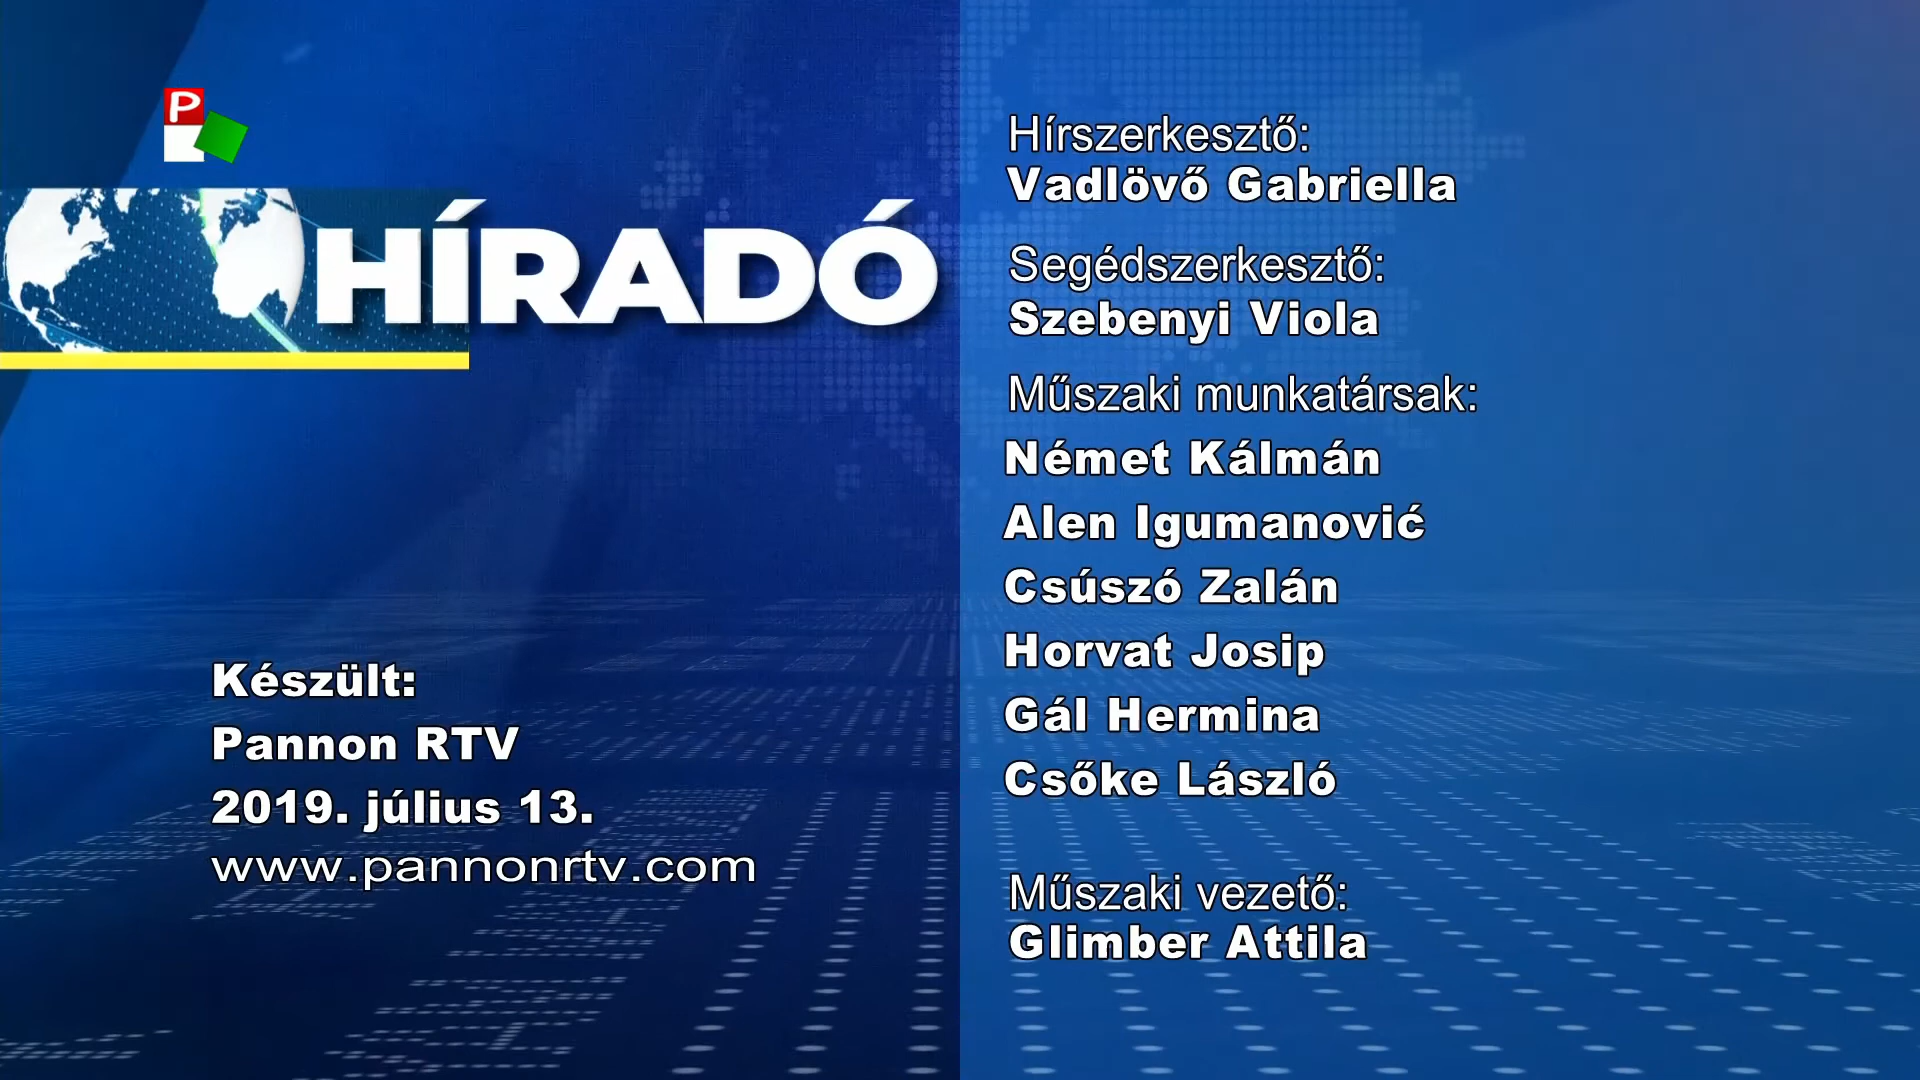 P
HÍRADÓ
Készült:
Pannon RTV
2019. július 13.
www.pannonrtv.com
Hírszerkesztő:
Vadlövő Gabriella
Segédszerkesztő:
Szebenyi Viola
Műszaki munkatársak:
Német Kálmán
Alen Igumanović
Csúszó Zalán
Horvat Josip
Gál Hermina
Csőke László
Műszaki vezető:
Glimber Attila